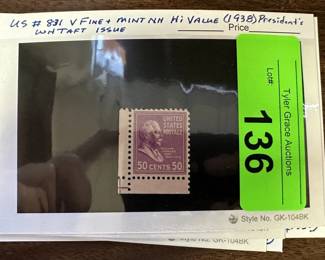 US # 831 V FINE + MINT NH Hi VALUE (1938) President's
WH TAFT ISSUE
Price
Lot#:
136
Tyler Grace Auctions
UNITED STATES
POSTAGE
50 CENTS 50
Style No. GK-104BK